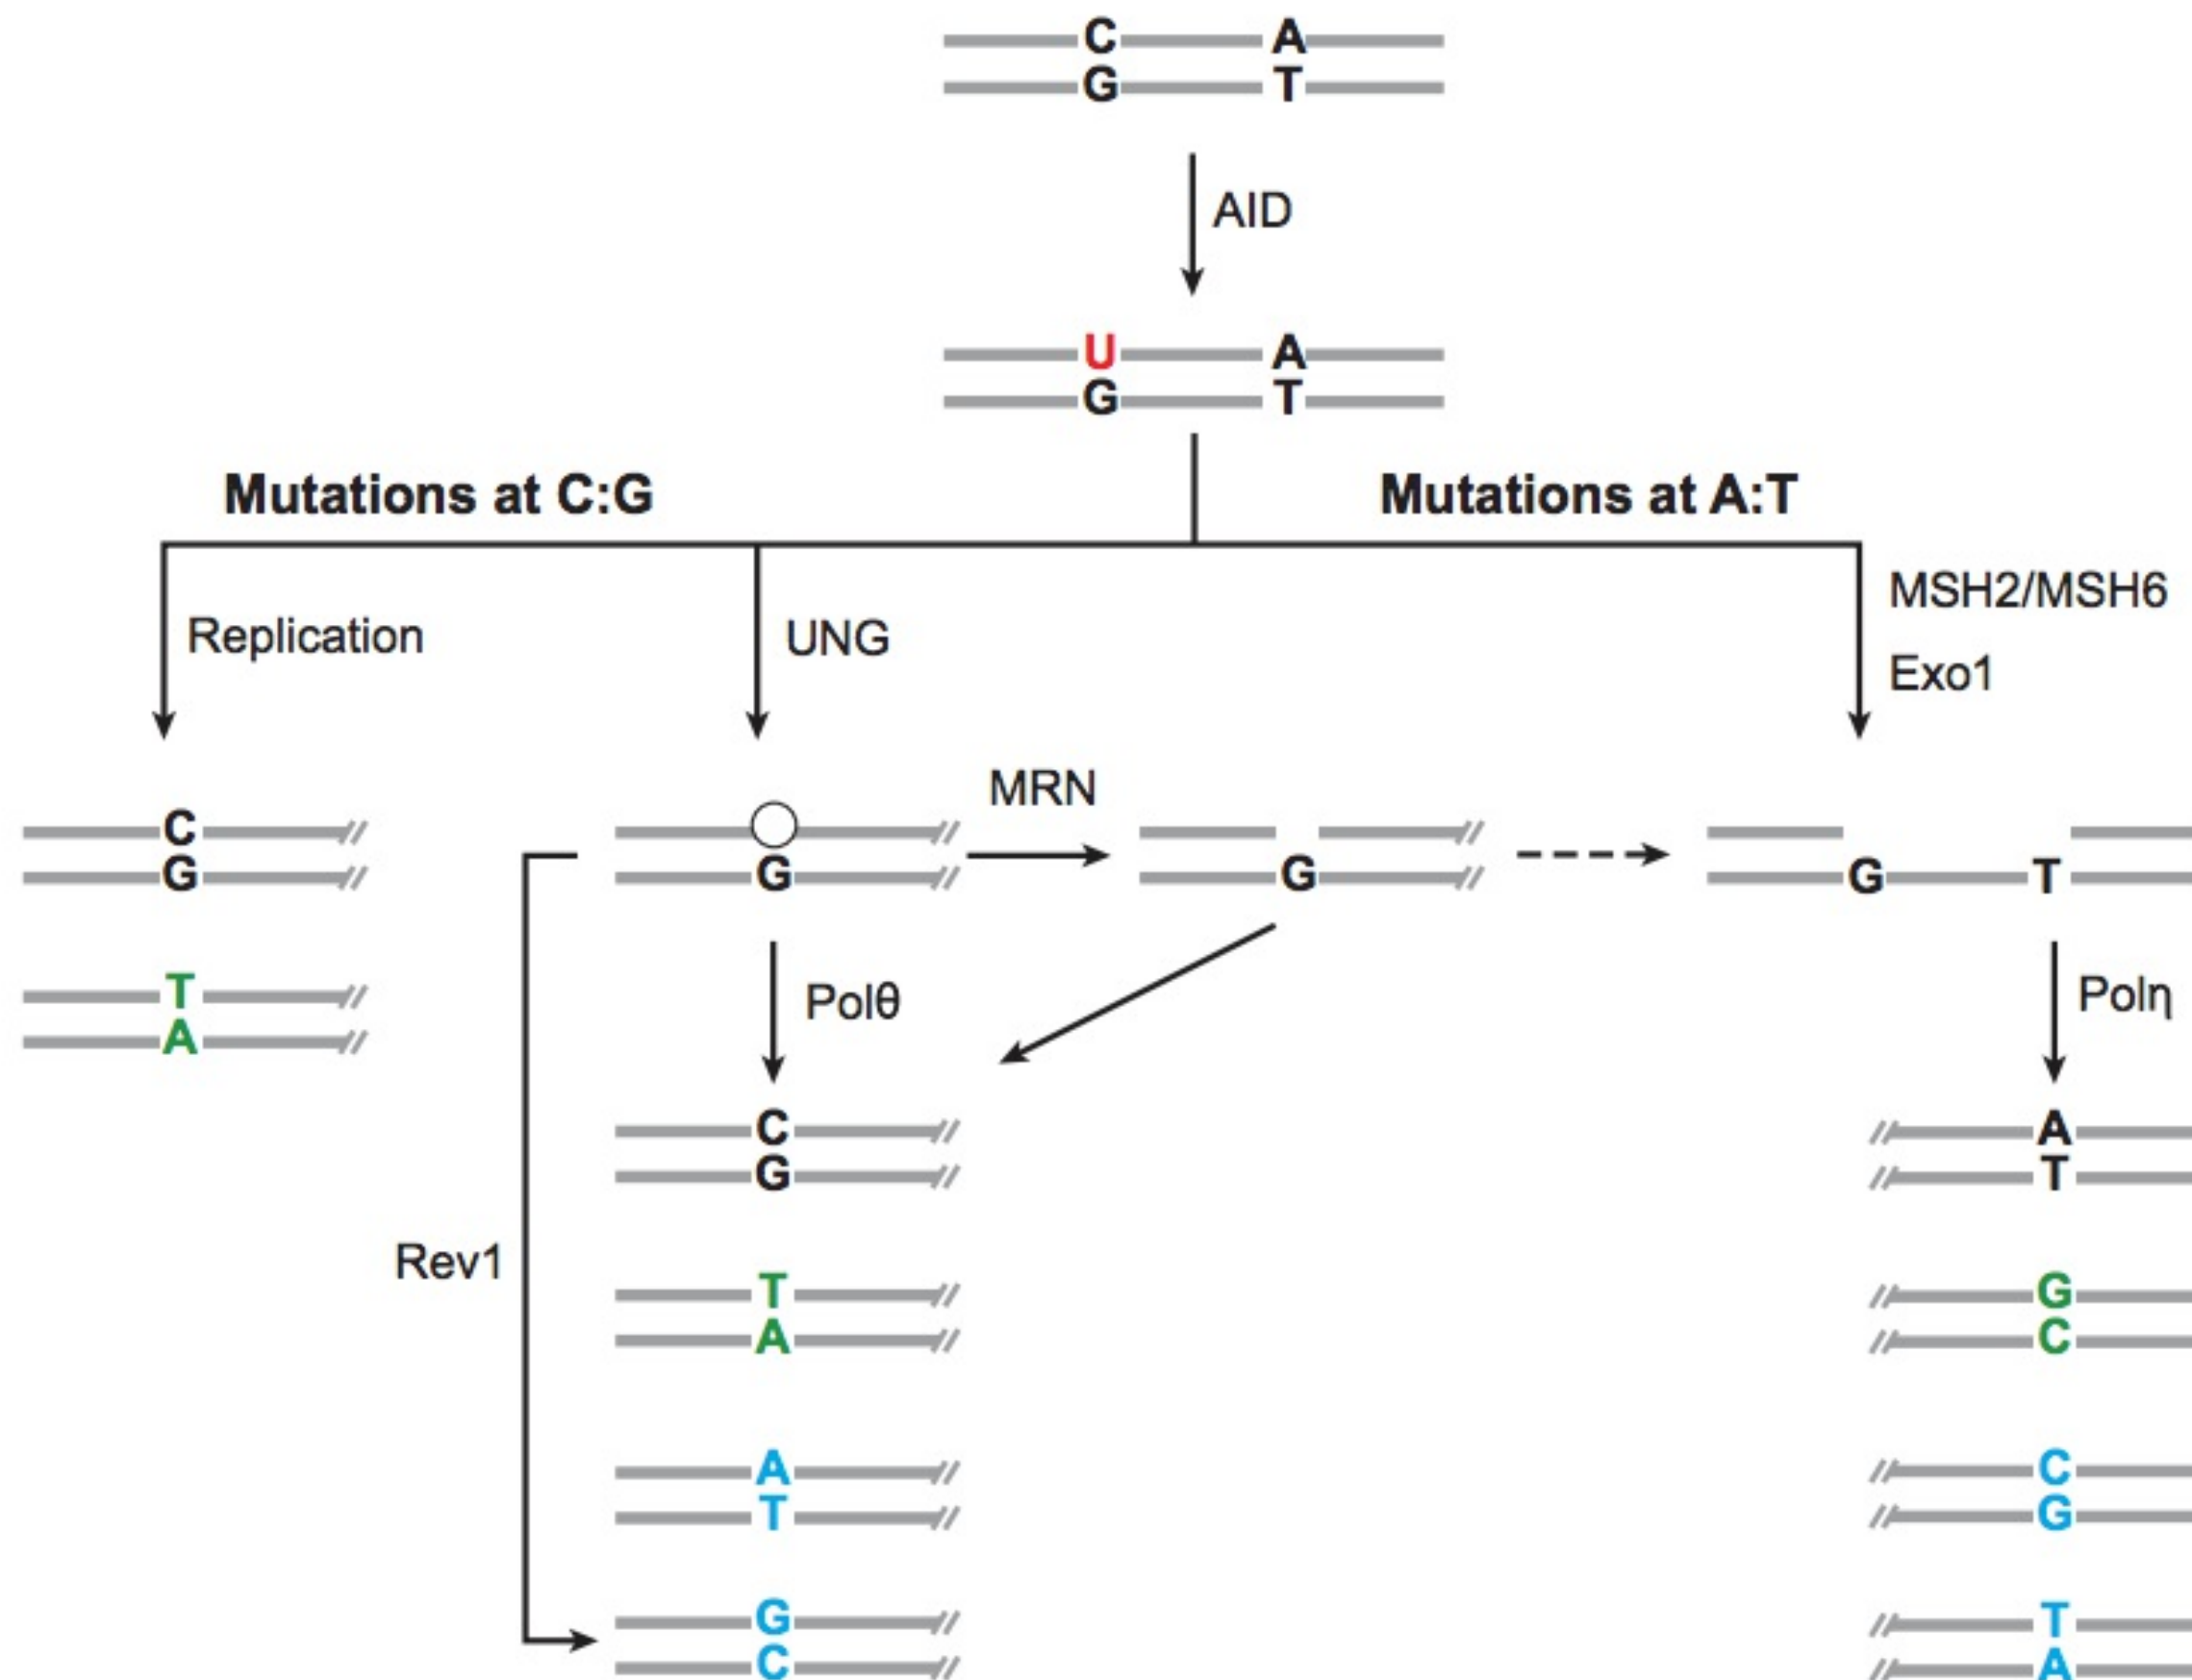 C A
G T
AID
U A
G T
Mutations at C:G
Mutations at A:T
Replication
UNG
MSH2/MSH6
Exo1
C
G
T
A
G
MRN
G
G T
Polθ
Polη
Rev1
C
G
T
A
A
T
G
C
A
T
G
C
C
G
T
A